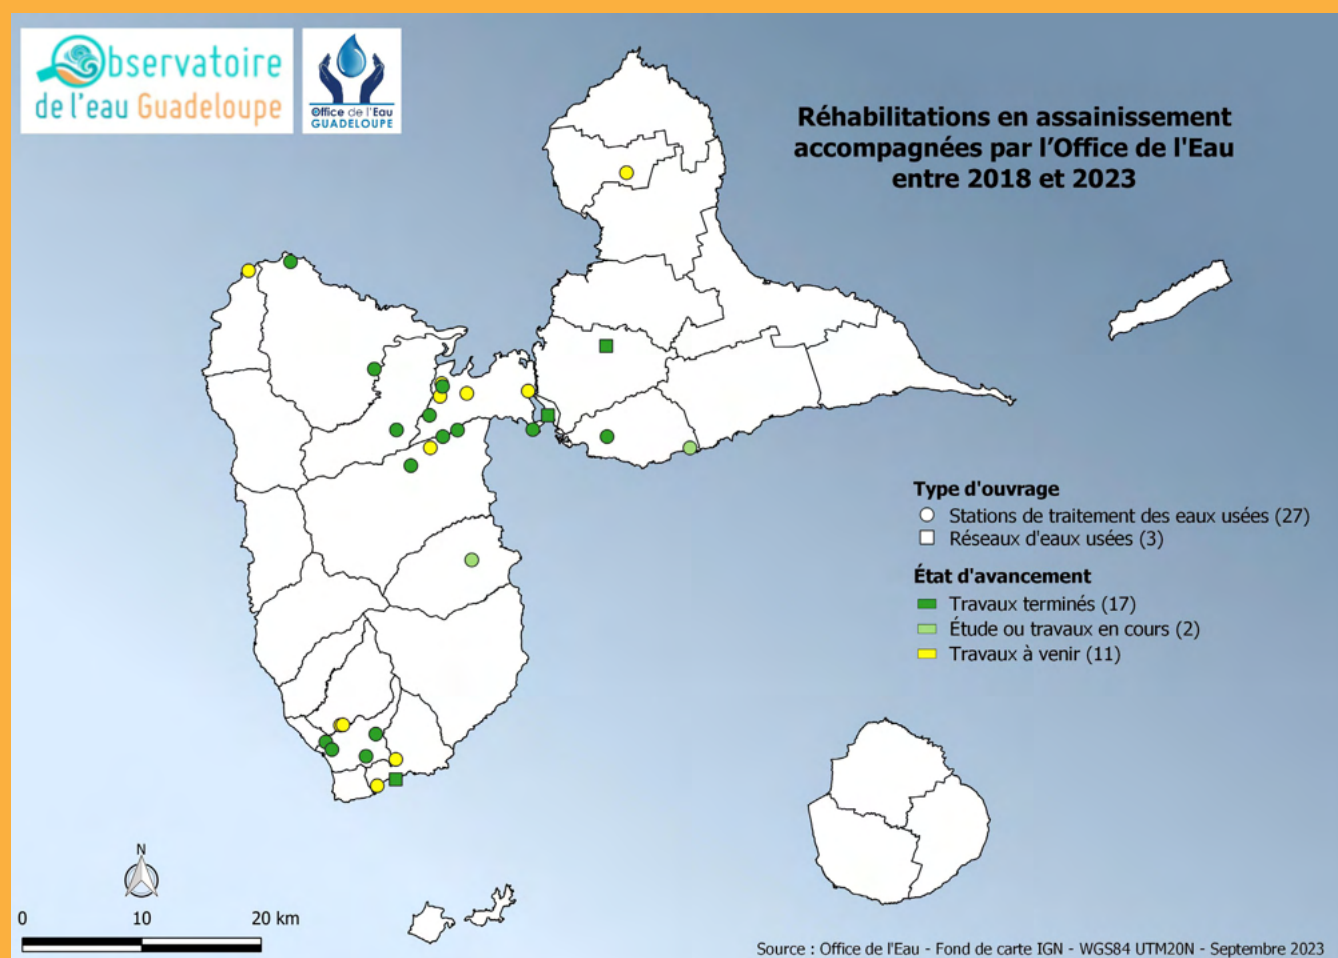 Observatoire
de l'eau Guadeloupe
Office de l'Eau
GUADELOUPE
Réhabilitations en assainissement
accompagnées par l'Office de l'Eau
entre 2018 et 2023
Type d'ouvrage
Stations de traitement des eaux usées (27)
Réseaux d'eaux usées (3)
État d'avancement
Travaux terminés (17)
Étude ou travaux en cours (2)
Travaux à venir (11)
N
0 10 20 km
Source : Office de l'Eau - Fond de carte IGN - WGS84 UTM20N - Septembre 2023